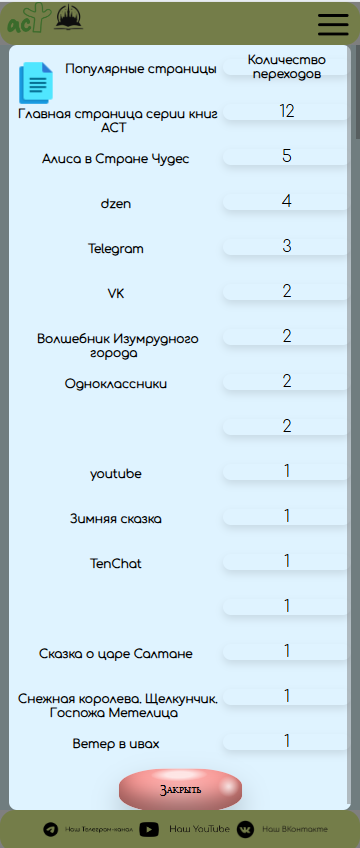 аст
Популярные страницы
Количество
переходов
Главная страница серии книг
АСТ
12
Алиса в Стране Чудес
5
dzen
4
Telegram
3
VK
2
Волшебник Изумрудного
города
2
Одноклассники
2
2
youtube
1
Зимняя сказка
1
TenChat
1
1
Сказка о царе Салтане
1
Снежная королева. Щелкунчик.
Госпожа Метелица
1
Ветер в ивах
1
Закрыть
Наш Телеграм-канал Наш YouTube Наш ВКонтакте